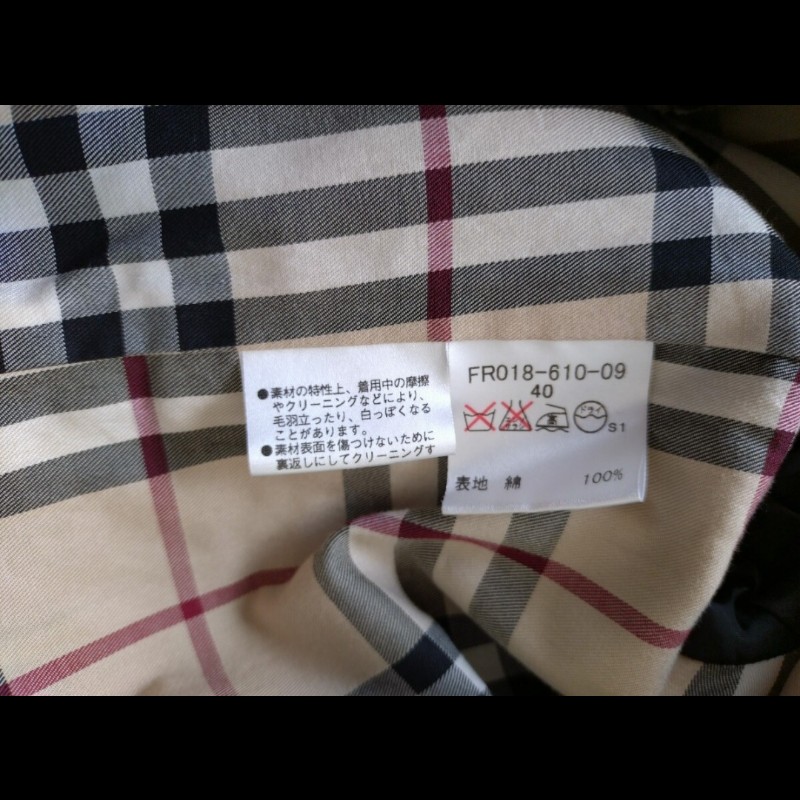 ●素材の特性上、着用中の摩擦
やクリーニングなどにより、
毛羽立ったり、白っぽくなる
ことがあります。
●素材表面を傷つけないために
裏返しにしてクリーニングす
FR018-610-09
40
高 ドライ
S1
表地 綿 100%